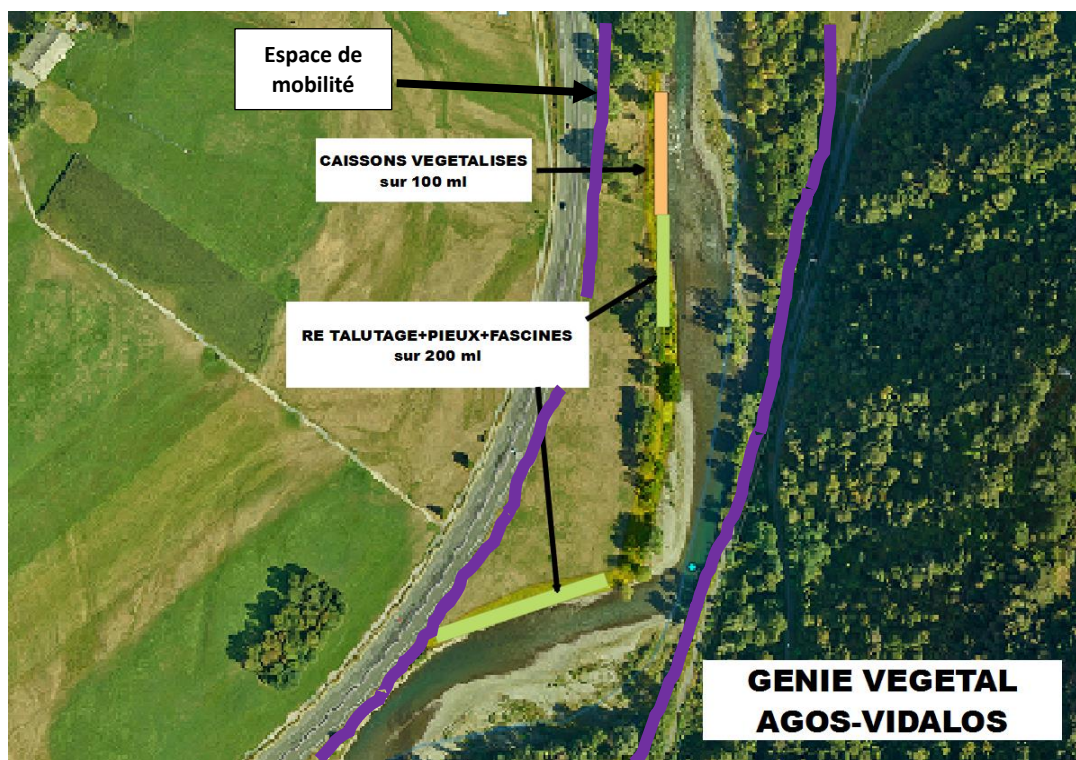 Espace de
mobilité
CAISSONS VEGETALISES
sur 100 ml
RE TALUTAGE+PIEUX+FASCINES
sur 200 ml
GENIE VEGETAL
AGOS-VIDALOS